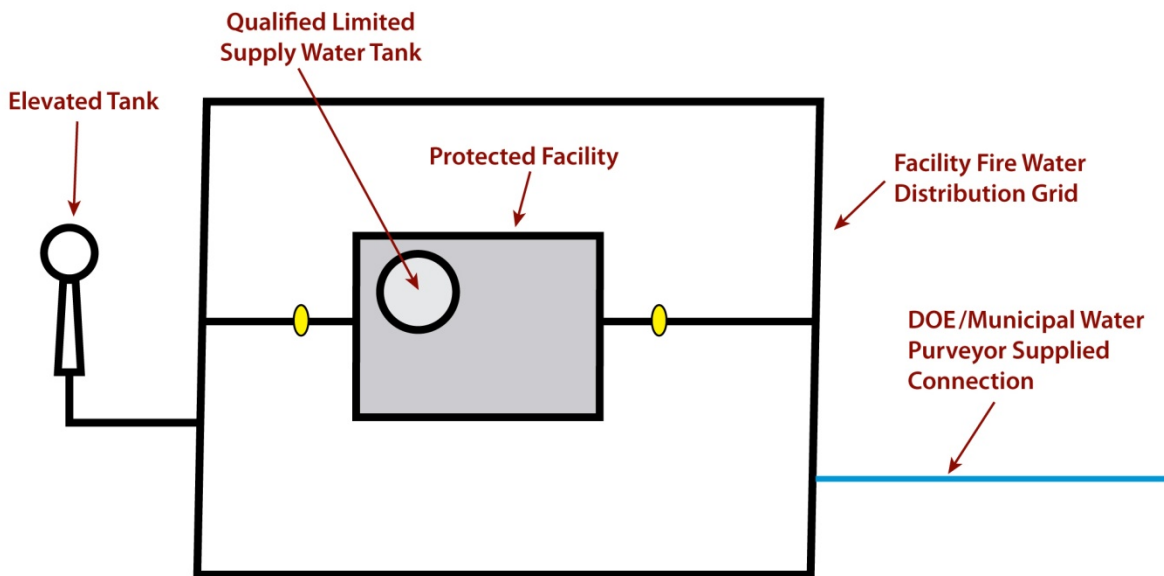 Qualified Limited
Supply Water Tank
Elevated Tank
Protected Facility
Facility Fire Water
Distribution Grid
DOE/Municipal Water
Purveyor Supplied
Connection